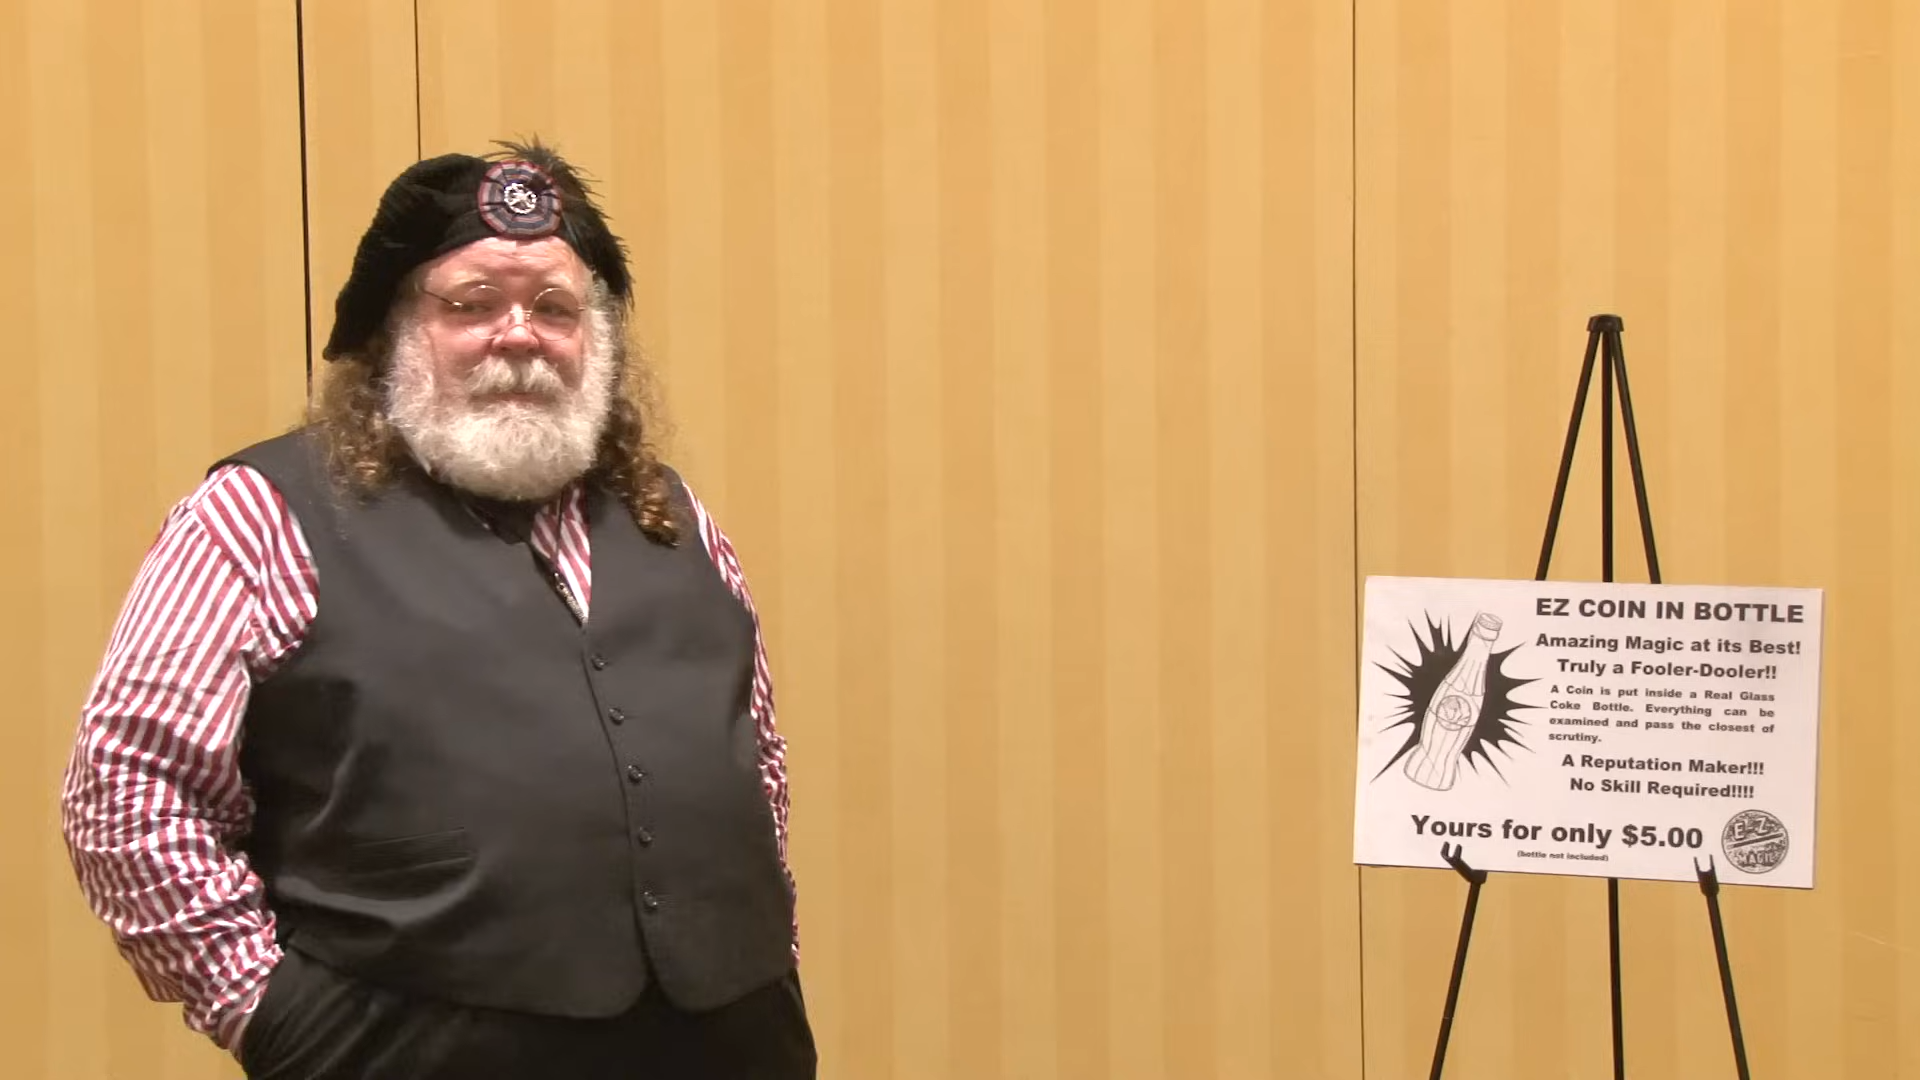 EZ COIN IN BOTTLE
Amazing Magic at its Best!
Truly a Fooler-Dooler!!
A Coin is put inside a Real Glass
Coke Bottle. Everything can be
examined and pass the closest of
scrutiny.
A Reputation Maker!!!
No Skill Required!!!!
Yours for only $5.00
(bottle not included)
E-Z
MAGIC